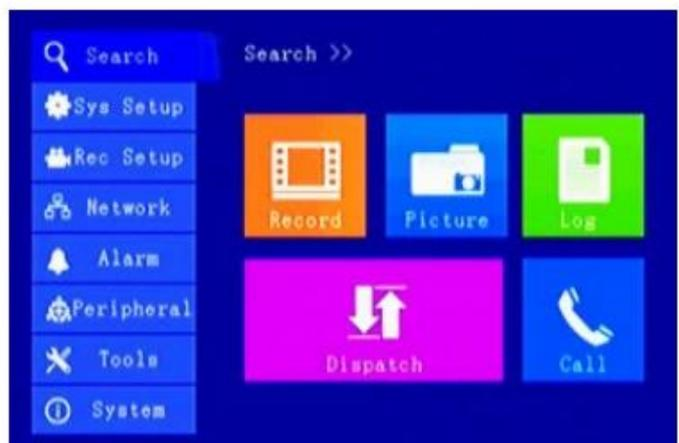 Search
Sys Setup
Rec Setup
Network
Alarm
Peripheral
Tools
System
Search >>
Record
Picture
Log
Dispatch
Call